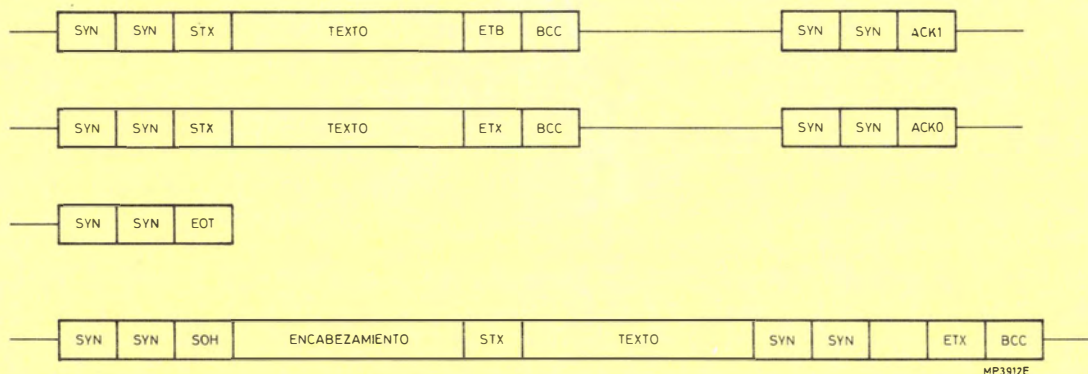 SYN SYN STX TEXTO ETB BCC SYN SYN ACK1
SYN SYN STX TEXTO ETX BCC SYN SYN ACK0
SYN SYN EOT
SYN SYN SOH ENCABEZAMIENTO STX TEXTO SYN SYN ETX BCC
MP3912E